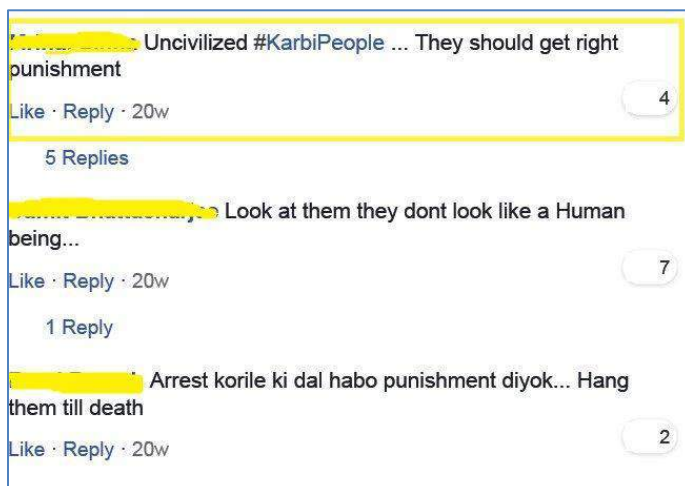 Uncivilized #KarbiPeople ... They should get right
punishment
4
Like · Reply · 20w
5 Replies
Look at them they dont look like a Human
being...
7
Like · Reply · 20w
1 Reply
Arrest korile ki dal habo punishment diyok... Hang
them till death
2
Like · Reply · 20w